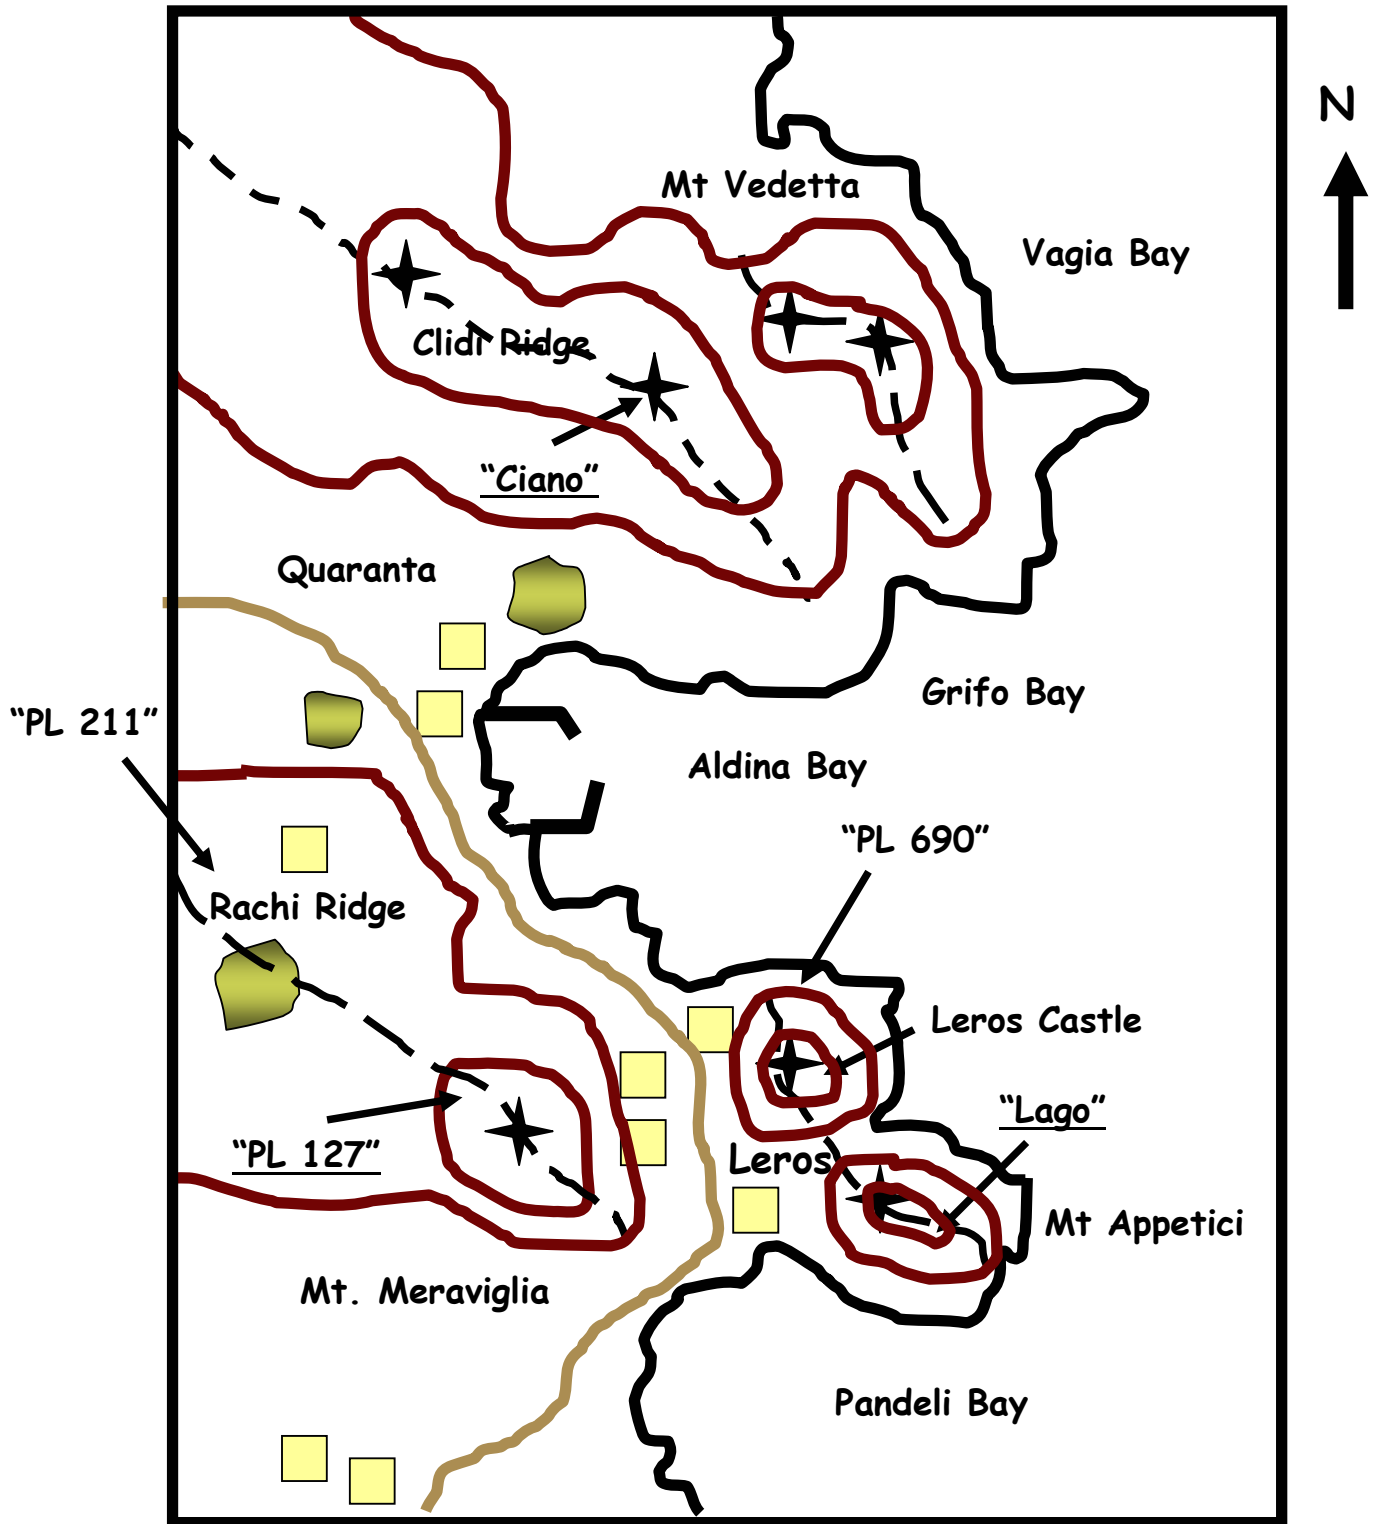 N
Mt Vedetta
Vagia Bay
Clidi Ridge
“Ciano”
Quaranta
Grifo Bay
“PL 211”
Aldina Bay
“PL 690”
Rachi Ridge
Leros Castle
“Lago”
“PL 127”
Leros
Mt Appetici
Mt. Meraviglia
Pandeli Bay